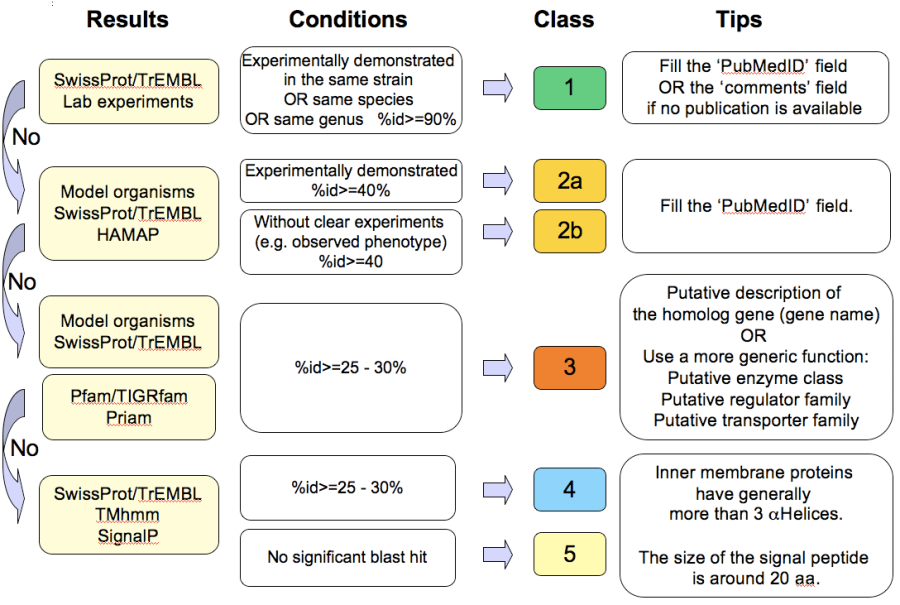 Results
Conditions
Class
Tips
SwissProt/TrEMBL
Lab experiments
Experimentally demonstrated
in the same strain
OR same species
OR same genus %id>=90%
1
Fill the ‘PubMedID’ field
OR the ‘comments’ field
if no publication is available
No
Model organisms
SwissProt/TrEMBL
HAMAP
Experimentally demonstrated
%id>=40%
2a
Without clear experiments
(e.g. observed phenotype)
%id>=40
2b
Fill the ‘PubMedID’ field.
No
Model organisms
SwissProt/TrEMBL
Pfam/TIGRfam
Priam
%id>=25 - 30%
3
Putative description of
the homolog gene (gene name)
OR
Use a more generic function:
Putative enzyme class
Putative regulator family
Putative transporter family
No
SwissProt/TrEMBL
TMhmm
SignalP
%id>=25 - 30%
4
No significant blast hit
5
Inner membrane proteins
have generally
more than 3 αHelices.
The size of the signal peptide
is around 20 aa.